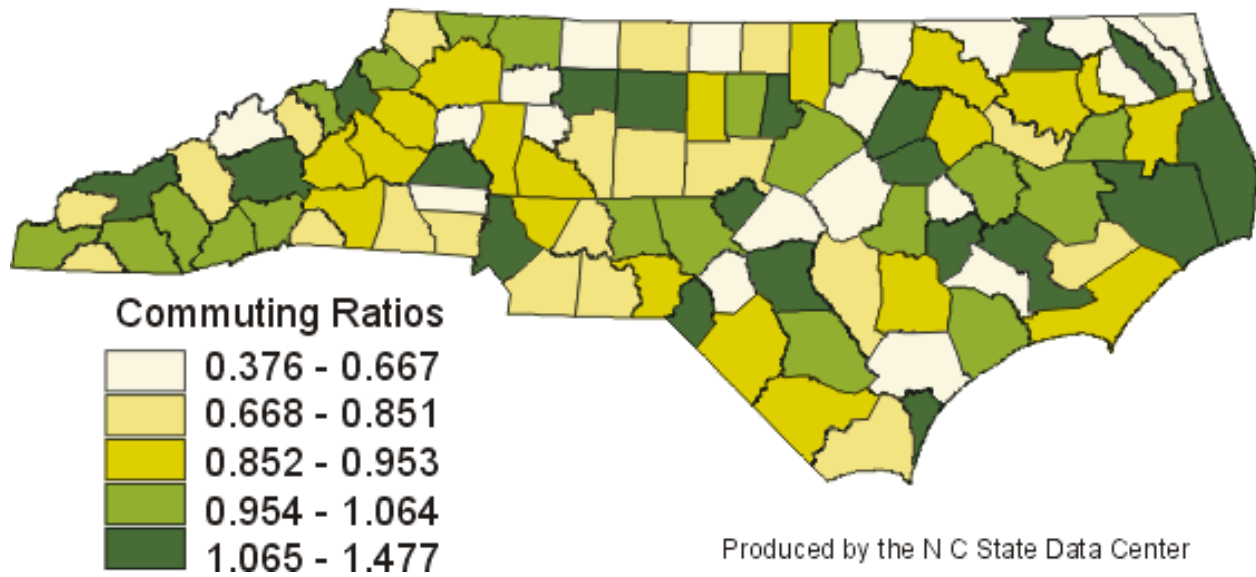 Commuting Ratios
0.376 - 0.667
0.668 - 0.851
0.852 - 0.953
0.954 - 1.064
1.065 - 1.477
Produced by the N C State Data Center